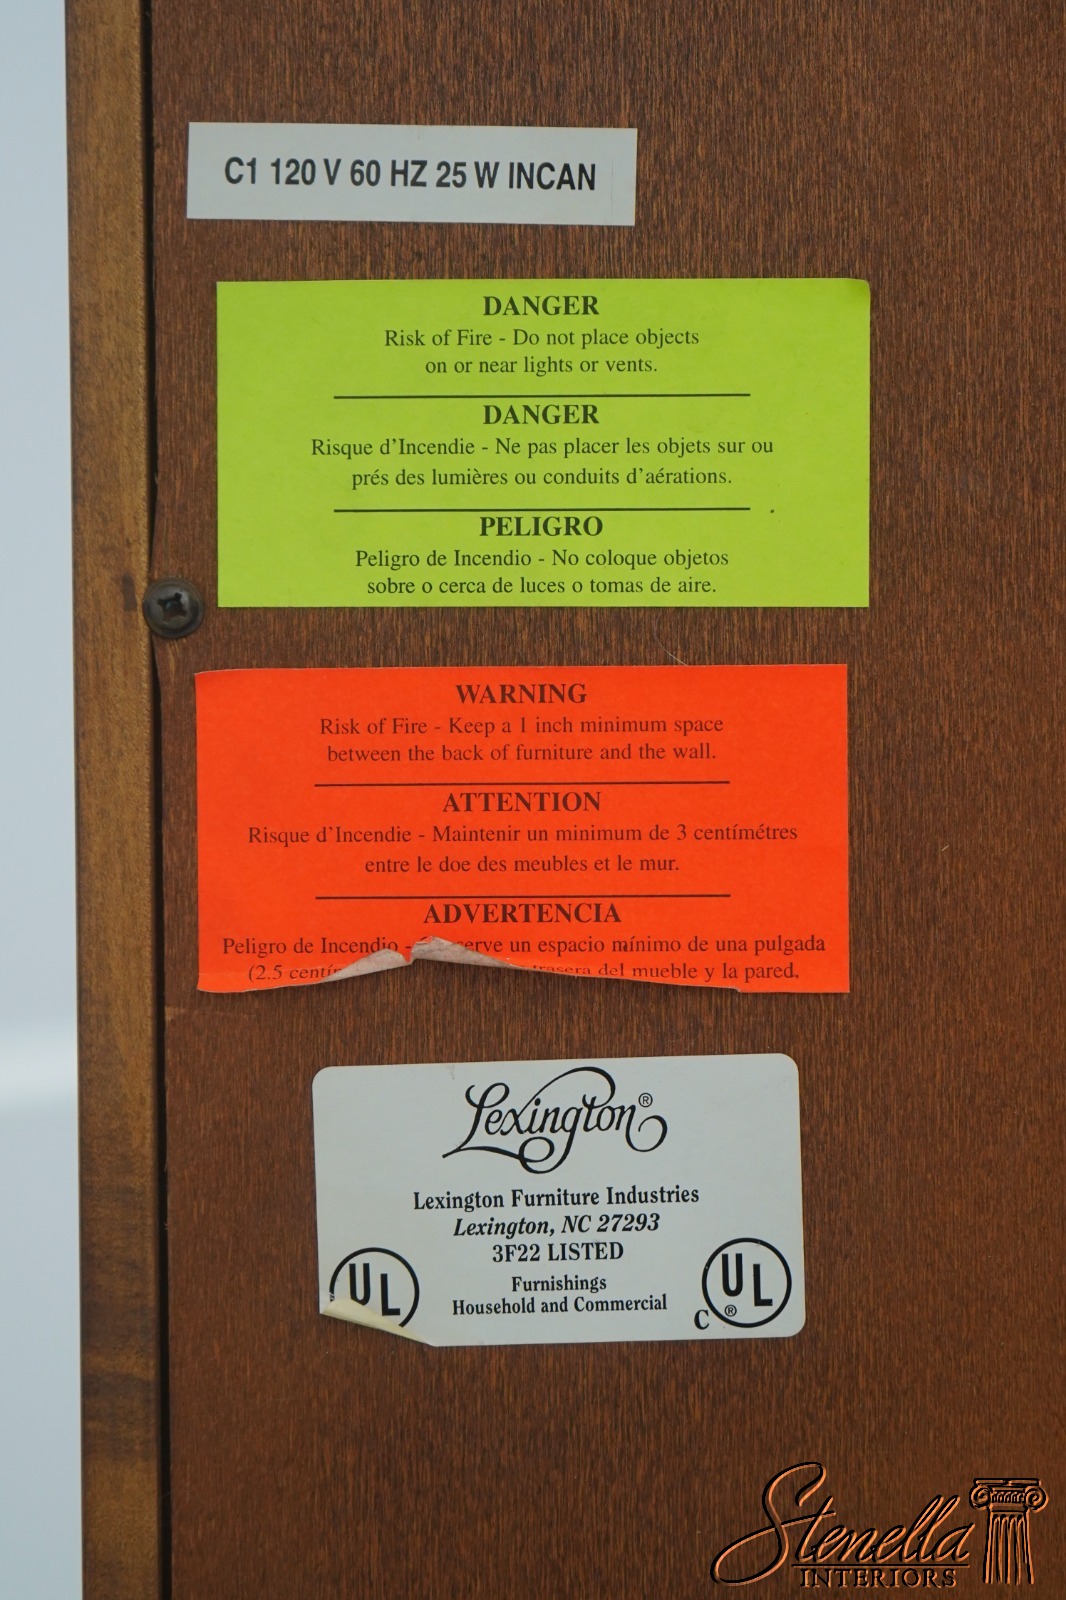 C1 120 V 60 HZ 25 W INCAN
DANGER
Risk of Fire - Do not place objects
on or near lights or vents.
DANGER
Risque d'Incendie - Ne pas placer les objets sur ou
prés des lumières ou conduits d'aérations.
PELIGRO
Peligro de Incendio - No coloque objetos
sobre o cerca de luces o tomas de aire.
WARNING
Risk of Fire - Keep a 1 inch minimum space
between the back of furniture and the wall.
ATTENTION
Risque d'Incendie - Maintenir un minimum de 3 centímétres
entre le doe des meubles et le mur.
ADVERTENCIA
Peligro de Incendio - un espacio mínimo de una pulgada
(2.5 del mueble y la pared.
Lexington®
Lexington Furniture Industries
Lexington, NC 27293
3F22 LISTED
Furnishings
Household and Commercial
UL
C UL®
Stenella
INTERIORS